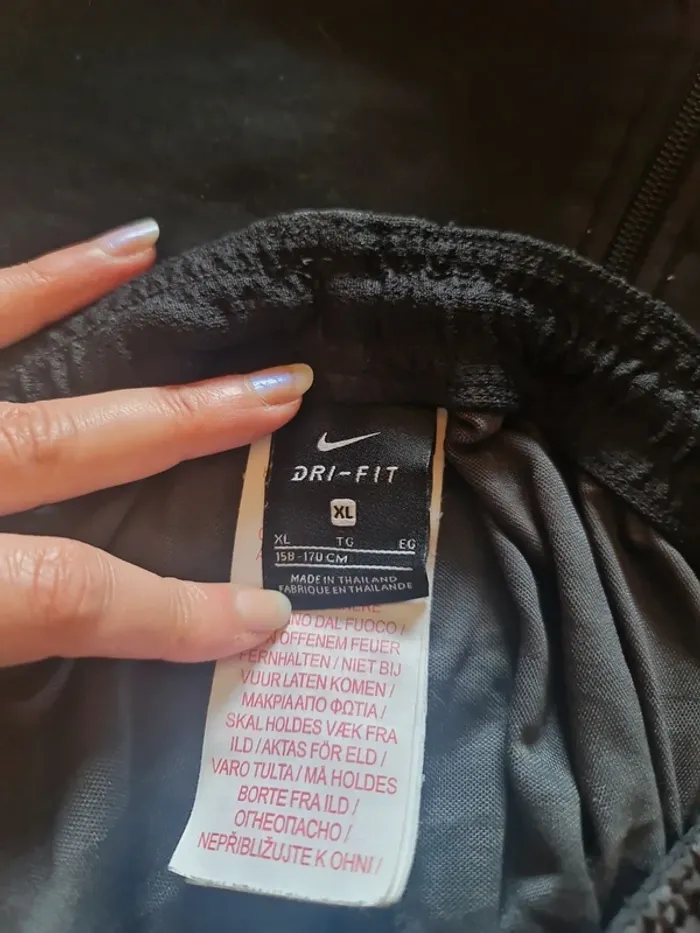 DRI-FIT
XL
XL TG EG
158-170 CM
MADE IN THAILAND
FABRIQUE EN THAILANDE
DAL FUOCO /
OFFENEM FEUER
FERNHALTEN / NIET BIJ
VUUR LATEN KOMEN /
ΜΑΚΡΙΑΑΠΟ ΦΩΤΙΑ /
SKAL HOLDES VÆK FRA
ILD / AKTAS FÖR ELD /
VARO TULTA / MÅ HOLDES
BORTE FRA ILD /
ОГНЕОПАСНО /
NEPŘIBLIŽUJTE K OHNI /